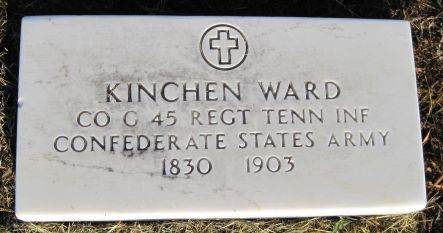 KINCHEN WARD
CO G 45 REGT TENN INF
CONFEDERATE STATES ARMY
1830 1903